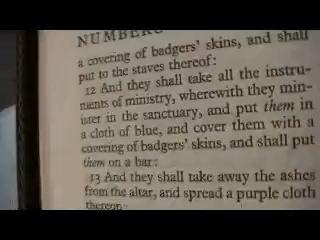 NUMBERS
a covering of badgers' skins, and shall
put to the staves thereof:
12 And they shall take all the instru-
ments of ministry, wherewith they min-
ister in the sanctuary, and put them in
a cloth of blue, and cover them with a
covering of badgers' skins, and shall put
them on a bar:
13 And they shall take away the ashes
from the altar, and spread a purple cloth
thereon: